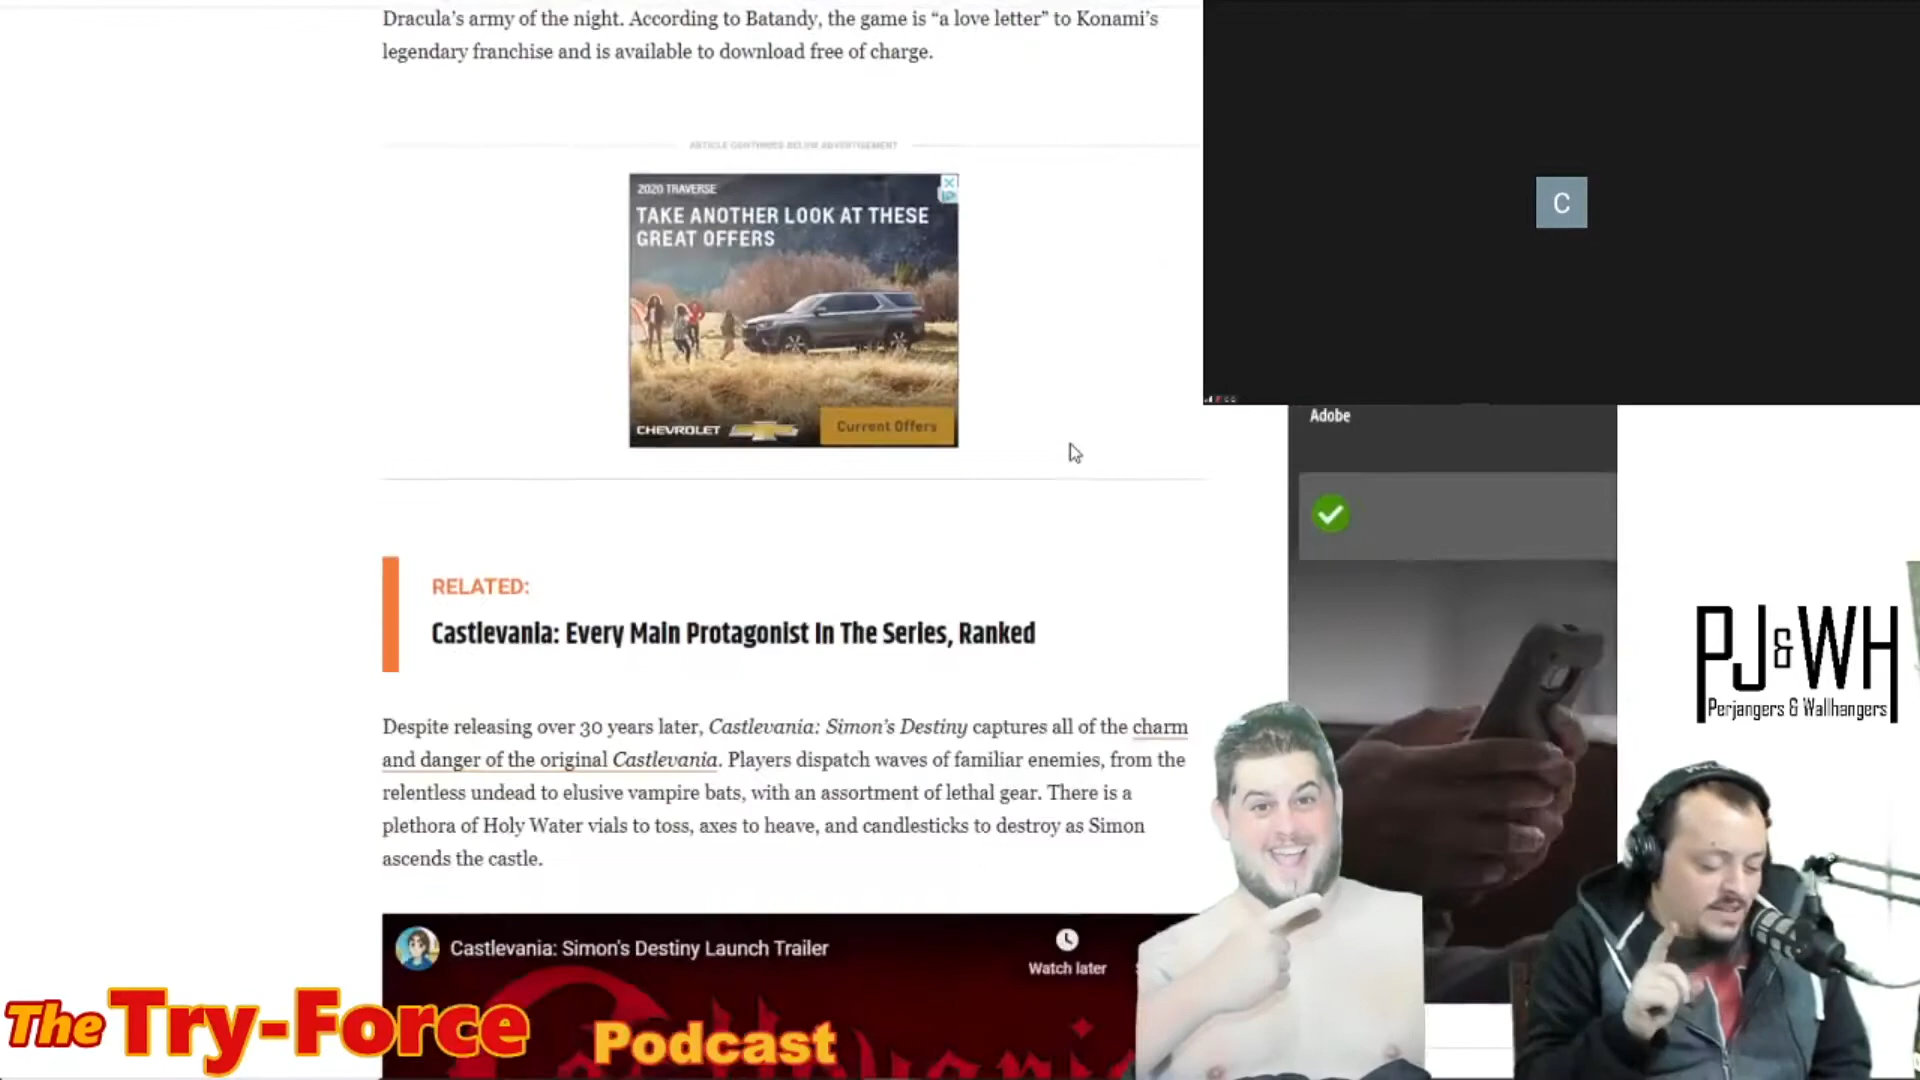 Dracula's army of the night. According to Batandy, the game is “a love letter” to Konami's
legendary franchise and is available to download free of charge.
ARTICLE CONTINUES BELOW ADVERTISEMENT
2020 TRAVERSE
TAKE ANOTHER LOOK AT THESE
GREAT OFFERS
CHEVROLET
Current Offers
C
Adobe
RELATED:
Castlevania: Every Main Protagonist In The Series, Ranked
PJ&WH
Perjangers & Wallhangers
Despite releasing over 30 years later, Castlevania: Simon's Destiny captures all of the charm
and danger of the original Castlevania. Players dispatch waves of familiar enemies, from the
relentless undead to elusive vampire bats, with an assortment of lethal gear. There is a
plethora of Holy Water vials to toss, axes to heave, and candlesticks to destroy as Simon
ascends the castle.
Castlevania: Simon's Destiny Launch Trailer
Watch later
The Try-Force
Podcast